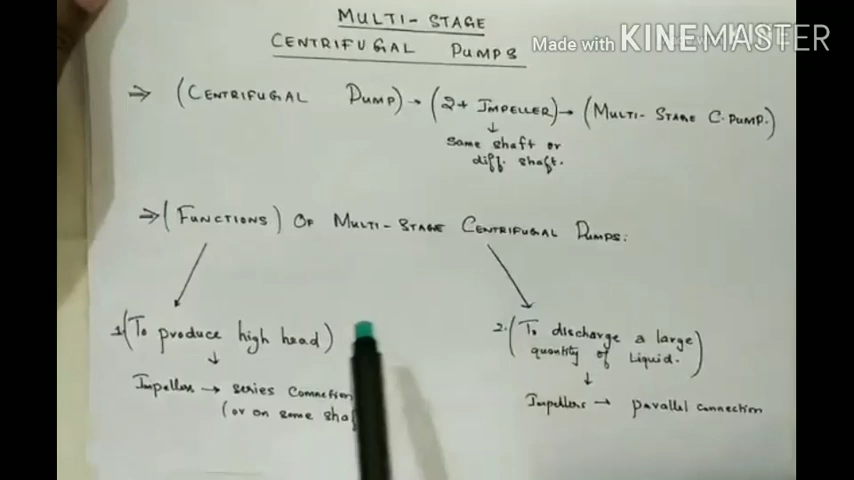 MULTI-STAGE
CENTRIFUGAL PUMPS
Made with KINEMASTER
⇒ (CENTRIFUGAL PUMP) → (2+ IMPELLER) → (MULTI-STAGE C.PUMP.)
↓
Same shaft or
diff. shaft.
⇒ (FUNCTIONS) OF MULTI-STAGE CENTRIFUGAL PUMPS:
1. (To produce high head)
↓
Impellers → series connection
(or on same
2. (To discharge a large
quantity of Liquid.)
↓
Impellers → parallel connection